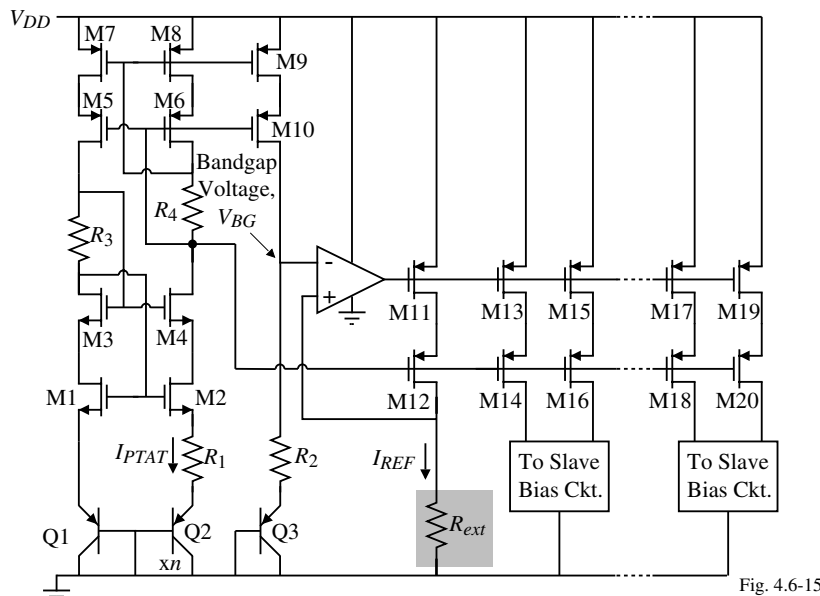 VDD
M7
M8
M9
M5
M6
M10
Bandgap
Voltage,
VBG
R4
R3
-
+
M11
M13
M15
M17
M19
M3
M4
M12
M14
M16
M18
M20
M1
M2
IPTAT
R1
R2
IREF
To Slave
Bias Ckt.
To Slave
Bias Ckt.
Q1
Q2
Q3
Rext
xn
Fig. 4.6-15